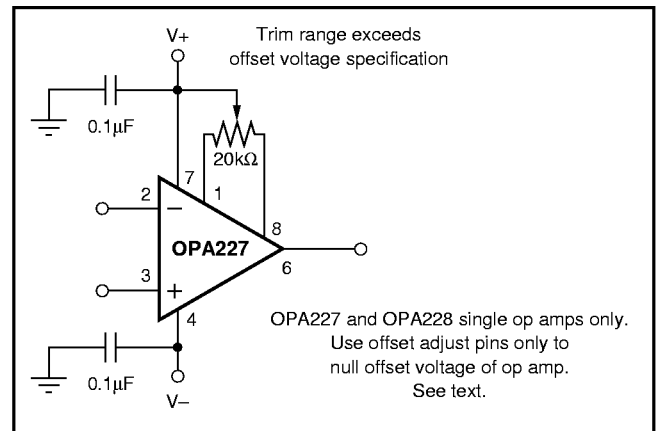 V+
Trim range exceeds
offset voltage specification
0.1μF
20kΩ
7
1
2
−
8
OPA227
6
3
+
4
OPA227 and OPA228 single op amps only.
Use offset adjust pins only to
null offset voltage of op amp.
See text.
0.1μF
V−